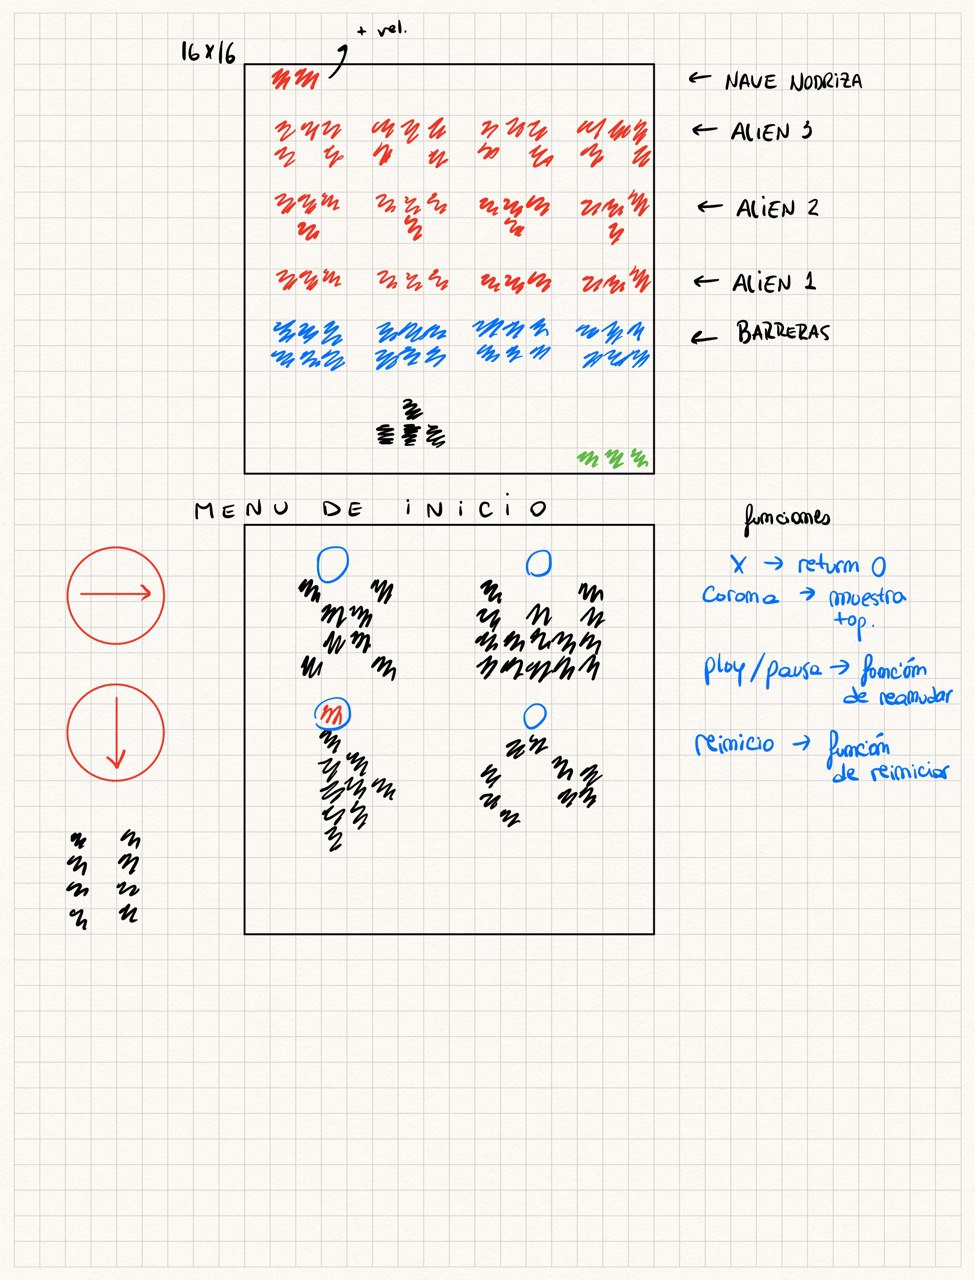 + vel.
16x16
← NAVE NODRIZA
← ALIEN 3
← ALIEN 2
← ALIEN 1
← BARRERAS
MENU DE INICIO
funciones
X → return 0
Corona → muestra
top.
play/pausa → función
de reanudar
reinicio → función
de reiniciar